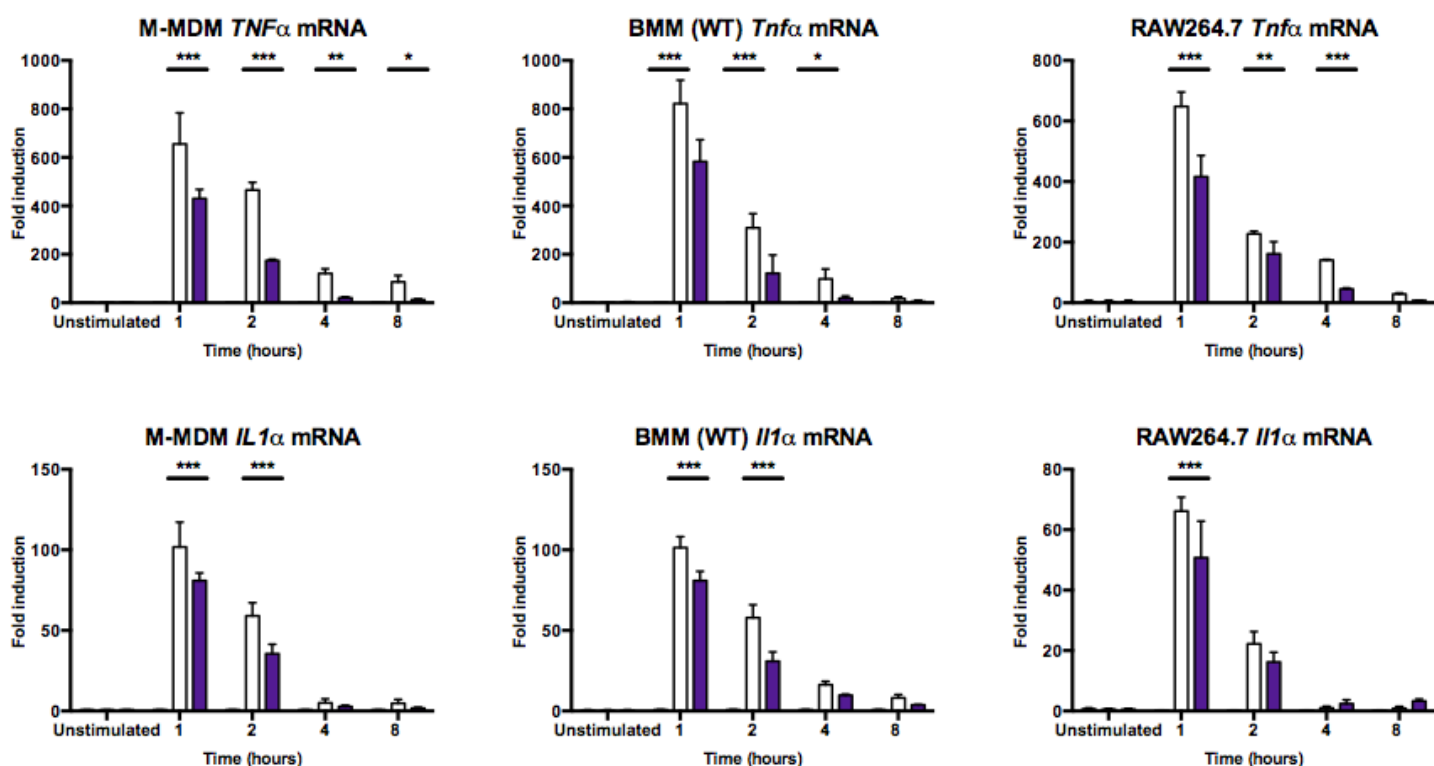 M-MDM TNFα mRNA
*** *** ** *
1000
800
600
400
200
0
Fold induction
Unstimulated 1 2 4 8
Time (hours)
BMM (WT) Tnfα mRNA
*** *** *
1000
800
600
400
200
0
Fold induction
Unstimulated 1 2 4 8
Time (hours)
RAW264.7 Tnfα mRNA
*** ** ***
800
600
400
200
0
Fold induction
Unstimulated 1 2 4 8
Time (hours)
M-MDM IL1α mRNA
*** ***
150
100
50
0
Fold induction
Unstimulated 1 2 4 8
Time (hours)
BMM (WT) Il1α mRNA
*** ***
150
100
50
0
Fold induction
Unstimulated 1 2 4 8
Time (hours)
RAW264.7 Il1α mRNA
***
80
60
40
20
0
Fold induction
Unstimulated 1 2 4 8
Time (hours)